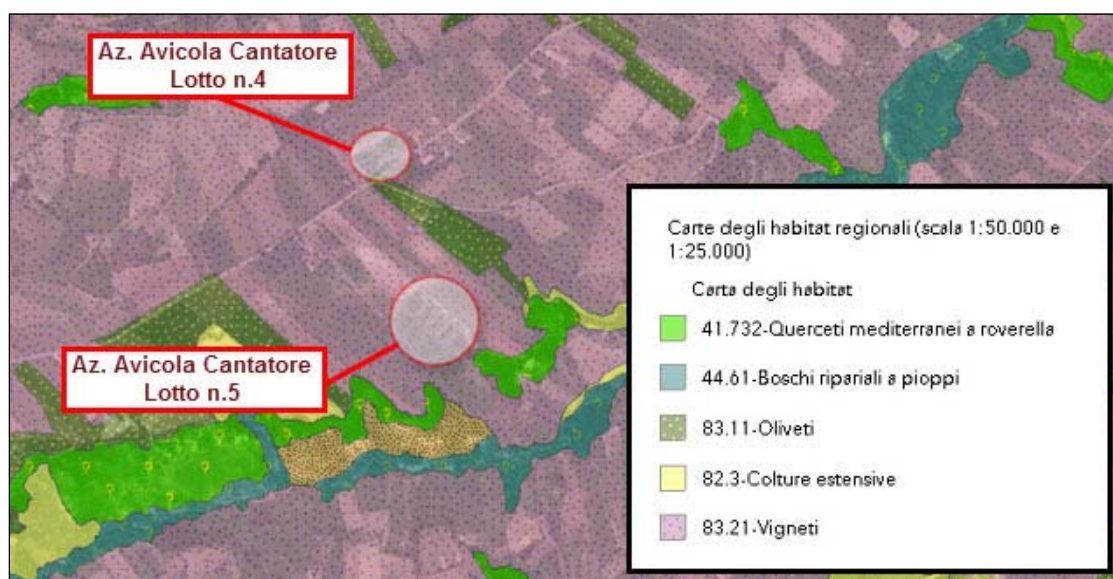 Az. Avicola Cantatore
Lotto n.4
Az. Avicola Cantatore
Lotto n.5
Carte degli habitat regionali (scala 1:50.000 e
1:25.000)
Carta degli habitat
41.732-Querceti mediterranei a roverella
44.61-Boschi ripariali a pioppi
83.11-Oliveti
82.3-Colture estensive
83.21-Vigneti